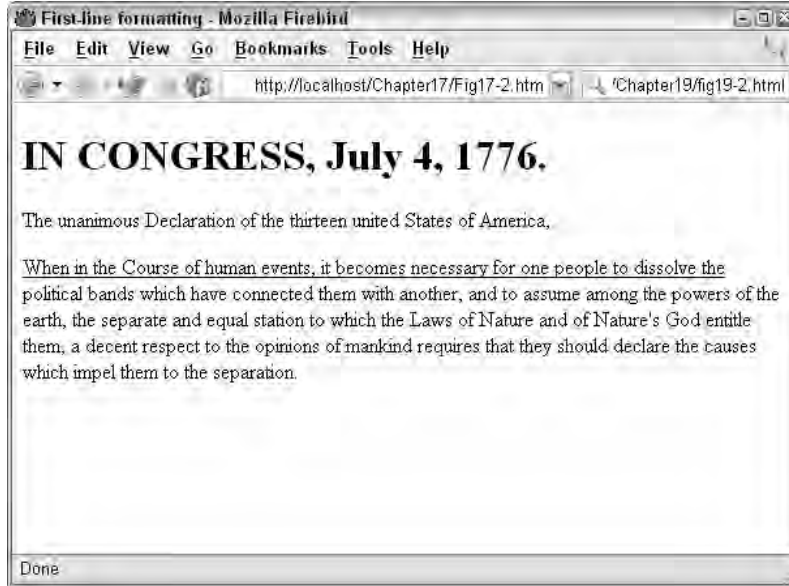 First-line formatting - Mozilla Firebird
File Edit View Go Bookmarks Tools Help
http://localhost/Chapter17/Fig17-2.htm 'Chapter19/fig19-2.html
IN CONGRESS, July 4, 1776.
The unanimous Declaration of the thirteen united States of America,
When in the Course of human events, it becomes necessary for one people to dissolve the
political bands which have connected them with another, and to assume among the powers of the
earth, the separate and equal station to which the Laws of Nature and of Nature's God entitle
them, a decent respect to the opinions of mankind requires that they should declare the causes
which impel them to the separation.
Done